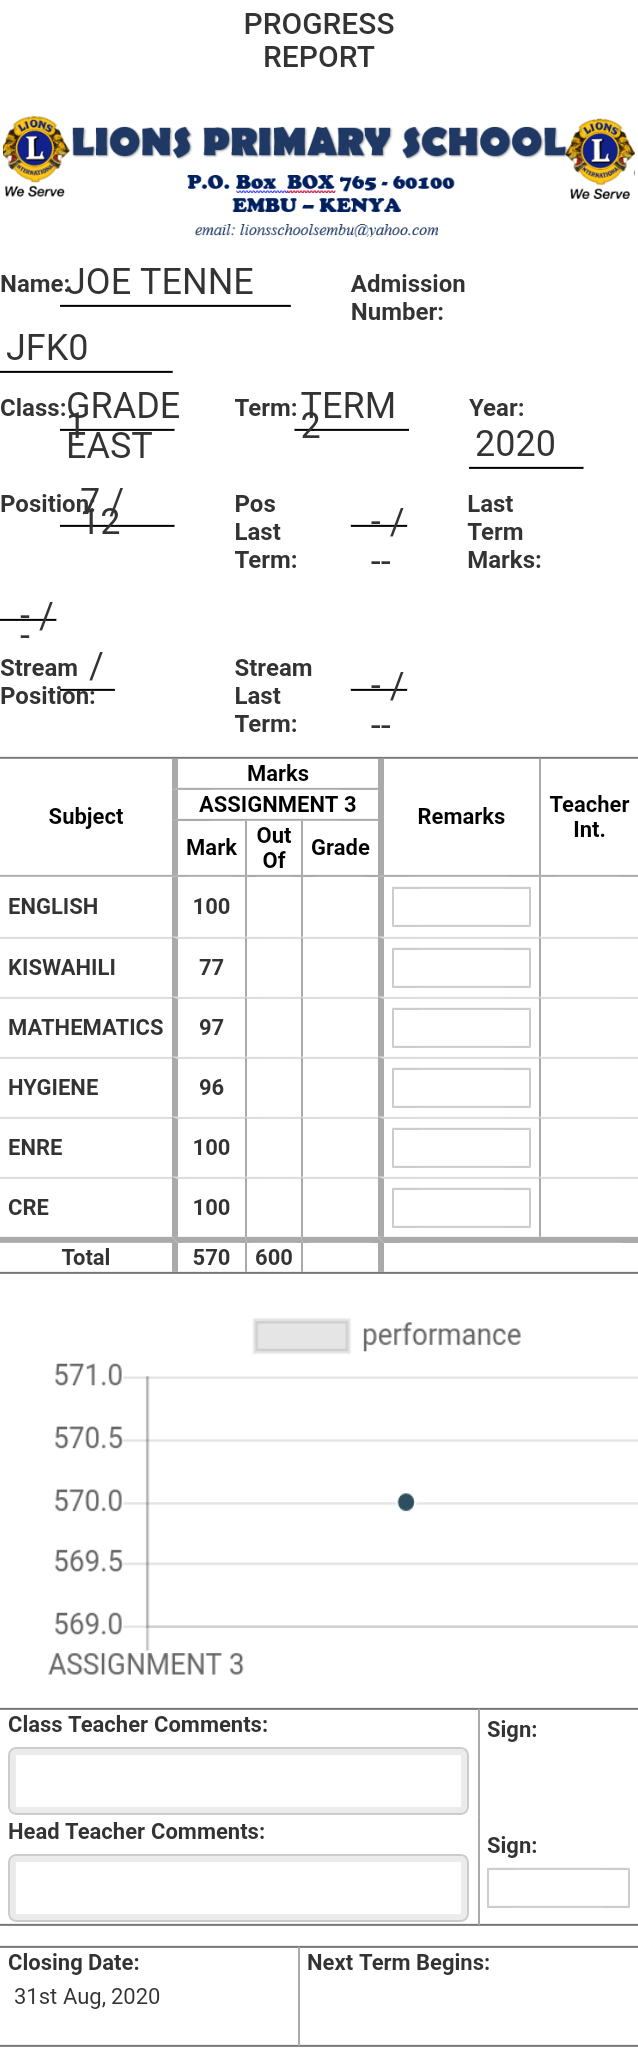 PROGRESS
REPORT
LIONS PRIMARY SCHOOL
LIONS L INTERNATIONAL
We Serve
LIONS L INTERNATIONAL
We Serve
P.O. Box BOX 765 - 60100
EMBU – KENYA
email: lionsschoolsembu@yahoo.com
Name: JOE TENNE Admission Number:
JFK0
Class: GRADE 1 EAST Term: TERM 2 Year: 2020
Position: 7 / 12 Pos Last Term: - / -- Last Term Marks:
- / -
Stream Position: / Stream Last Term: - / --
Subject Marks Remarks Teacher Int.
ASSIGNMENT 3
Mark Out Of Grade
ENGLISH 100
KISWAHILI 77
MATHEMATICS 97
HYGIENE 96
ENRE 100
CRE 100
Total 570 600
performance
571.0
570.5
570.0
569.5
569.0
ASSIGNMENT 3
Class Teacher Comments: Sign:
Head Teacher Comments: Sign:
Closing Date: Next Term Begins:
31st Aug, 2020